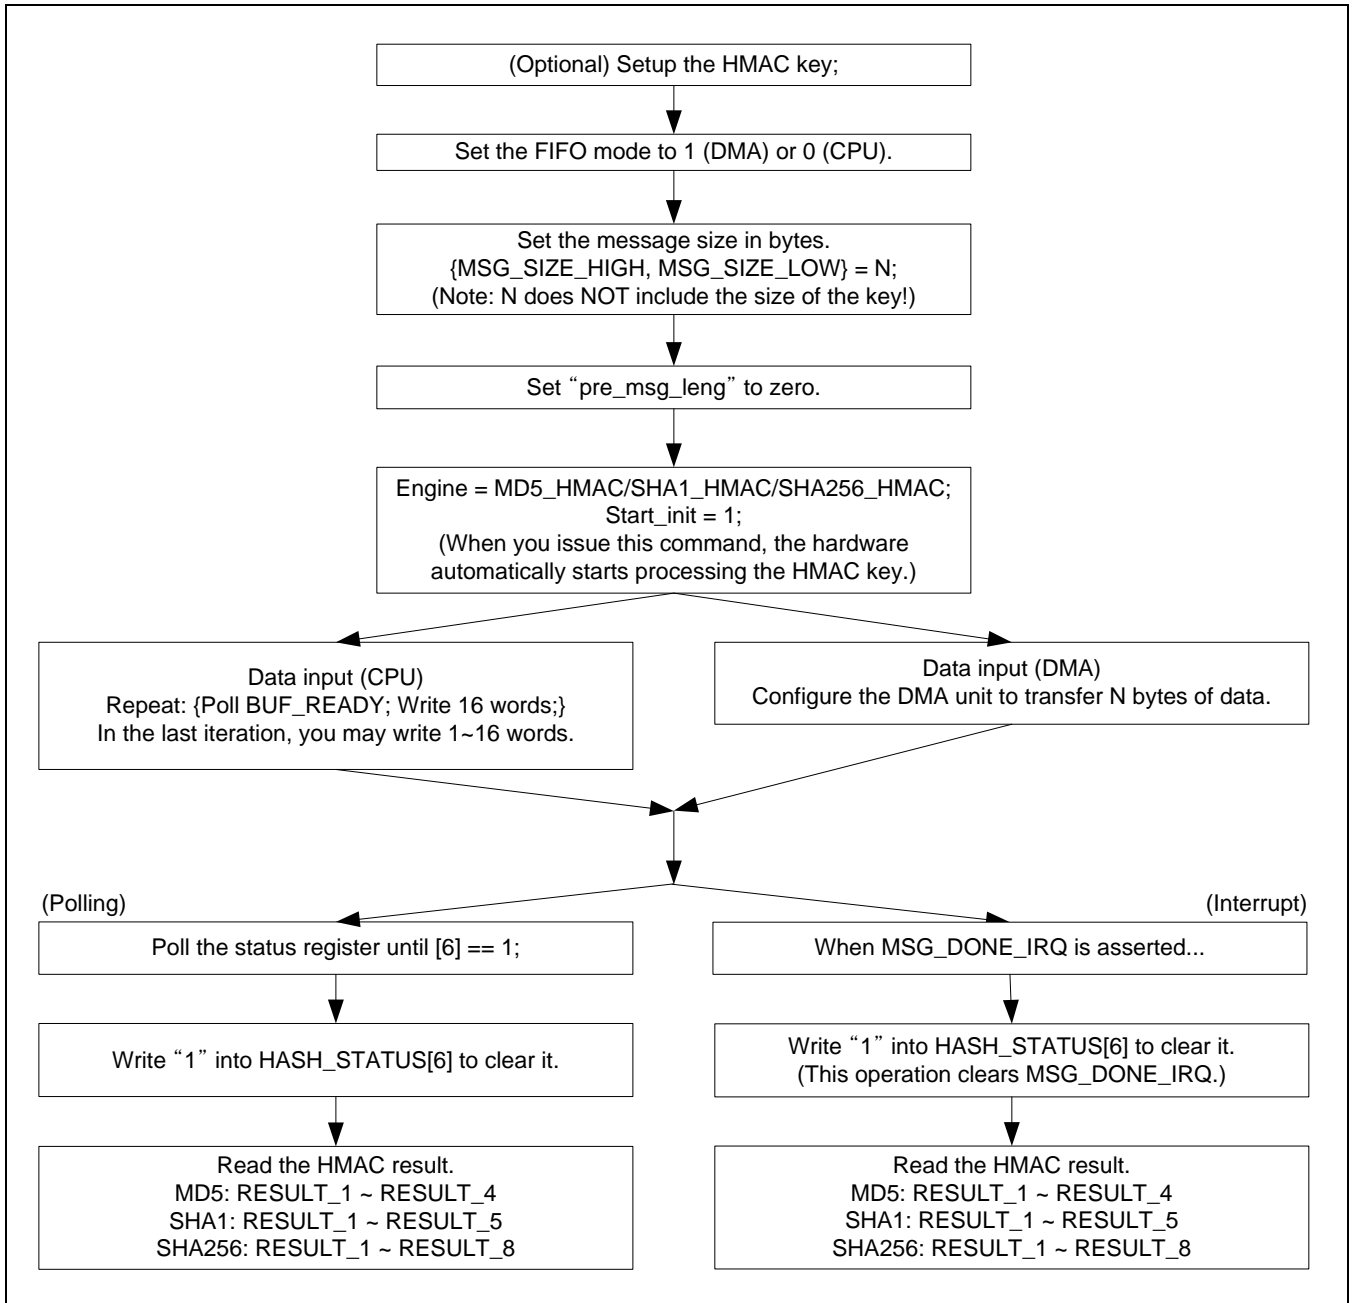 (Optional) Setup the HMAC key;
Set the FIFO mode to 1 (DMA) or 0 (CPU).
Set the message size in bytes.
{MSG_SIZE_HIGH, MSG_SIZE_LOW} = N;
(Note: N does NOT include the size of the key!)
Set “pre_msg_leng” to zero.
Engine = MD5_HMAC/SHA1_HMAC/SHA256_HMAC;
Start_init = 1;
(When you issue this command, the hardware
automatically starts processing the HMAC key.)
Data input (CPU)
Repeat: {Poll BUF_READY; Write 16 words;}
In the last iteration, you may write 1~16 words.
Data input (DMA)
Configure the DMA unit to transfer N bytes of data.
(Polling)
Poll the status register until [6] == 1;
Write “1” into HASH_STATUS[6] to clear it.
Read the HMAC result.
MD5: RESULT_1 ~ RESULT_4
SHA1: RESULT_1 ~ RESULT_5
SHA256: RESULT_1 ~ RESULT_8
(Interrupt)
When MSG_DONE_IRQ is asserted...
Write “1” into HASH_STATUS[6] to clear it.
(This operation clears MSG_DONE_IRQ.)
Read the HMAC result.
MD5: RESULT_1 ~ RESULT_4
SHA1: RESULT_1 ~ RESULT_5
SHA256: RESULT_1 ~ RESULT_8